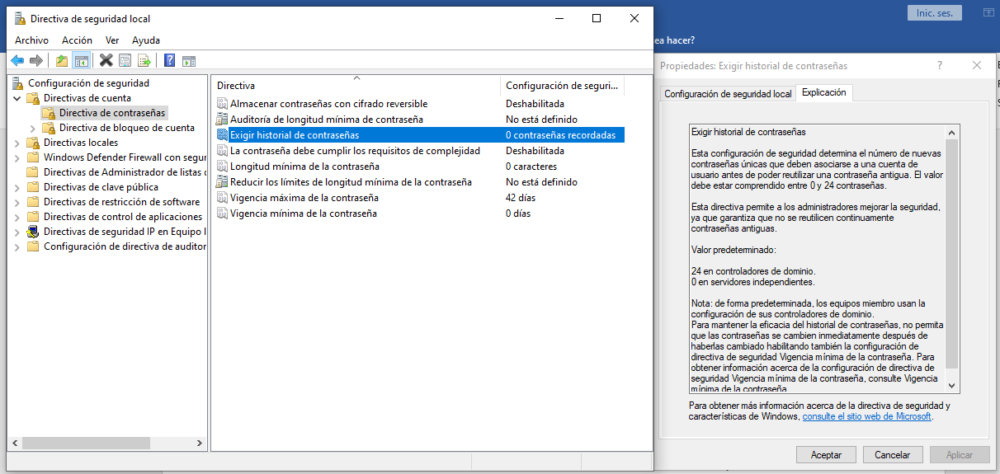 Directiva de seguridad local
Archivo Acción Ver Ayuda
Configuración de seguridad
Directivas de cuenta
Directiva de contraseñas
Directiva de bloqueo de cuenta
Directivas locales
Windows Defender Firewall con segur
Directivas de Administrador de listas d
Directivas de clave pública
Directivas de restricción de software
Directivas de control de aplicaciones
Directivas de seguridad IP en Equipo l
Configuración de directiva de auditor
Directiva Configuración de seguri...
Almacenar contraseñas con cifrado reversible Deshabilitada
Auditoría de longitud mínima de contraseña No está definido
Exigir historial de contraseñas 0 contraseñas recordadas
La contraseña debe cumplir los requisitos de complejidad Deshabilitada
Longitud mínima de la contraseña 0 caracteres
Reducir los límites de longitud mínima de la contraseña No está definido
Vigencia máxima de la contraseña 42 días
Vigencia mínima de la contraseña 0 días
Inic. ses.
ea hacer?
Propiedades: Exigir historial de contraseñas ?
Configuración de seguridad local Explicación
Exigir historial de contraseñas
Esta configuración de seguridad determina el número de nuevas
contraseñas únicas que deben asociarse a una cuenta de
usuario antes de poder reutilizar una contraseña antigua. El valor
debe estar comprendido entre 0 y 24 contraseñas.
Esta directiva permite a los administradores mejorar la seguridad,
ya que garantiza que no se reutilicen continuamente
contraseñas antiguas.
Valor predeterminado:
24 en controladores de dominio.
0 en servidores independientes.
Nota: de forma predeterminada, los equipos miembro usan la
configuración de sus controladores de dominio.
Para mantener la eficacia del historial de contraseñas, no permita
que las contraseñas se cambien inmediatamente después de
haberlas cambiado habilitando también la configuración de
directiva de seguridad Vigencia mínima de la contraseña. Para
obtener información acerca de la configuración de directiva de
seguridad Vigencia mínima de la contraseña, consulte Vigencia
mínima de la contraseña
Para obtener más información acerca de la directiva de seguridad y
características de Windows, consulte el sitio web de Microsoft.
Aceptar Cancelar Aplicar